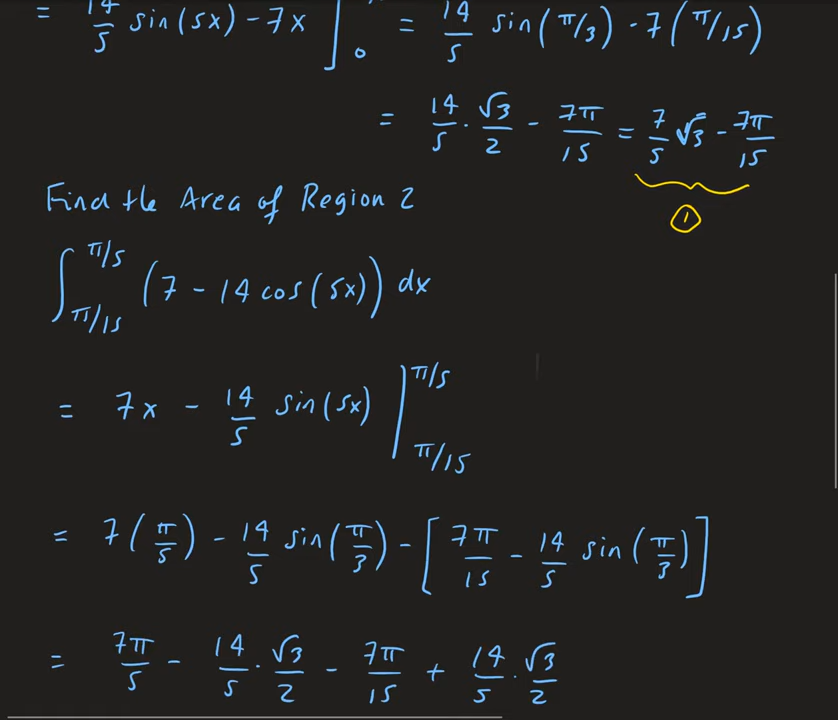 = 14/5 sin(5x) - 7x ]₀ = 14/5 sin(π/3) - 7(π/15)
= 14/5 · √3/2 - 7π/15 = 7/5 √3 - 7π/15
①
Find the Area of Region 2
∫_{π/15}^{π/5} (7 - 14 cos(5x)) dx
= 7x - 14/5 sin(5x) |_{π/15}^{π/5}
= 7(π/5) - 14/5 sin(π/3) - [7π/15 - 14/5 sin(π/3)]
= 7π/5 - 14/5 · √3/2 - 7π/15 + 14/5 · √3/2